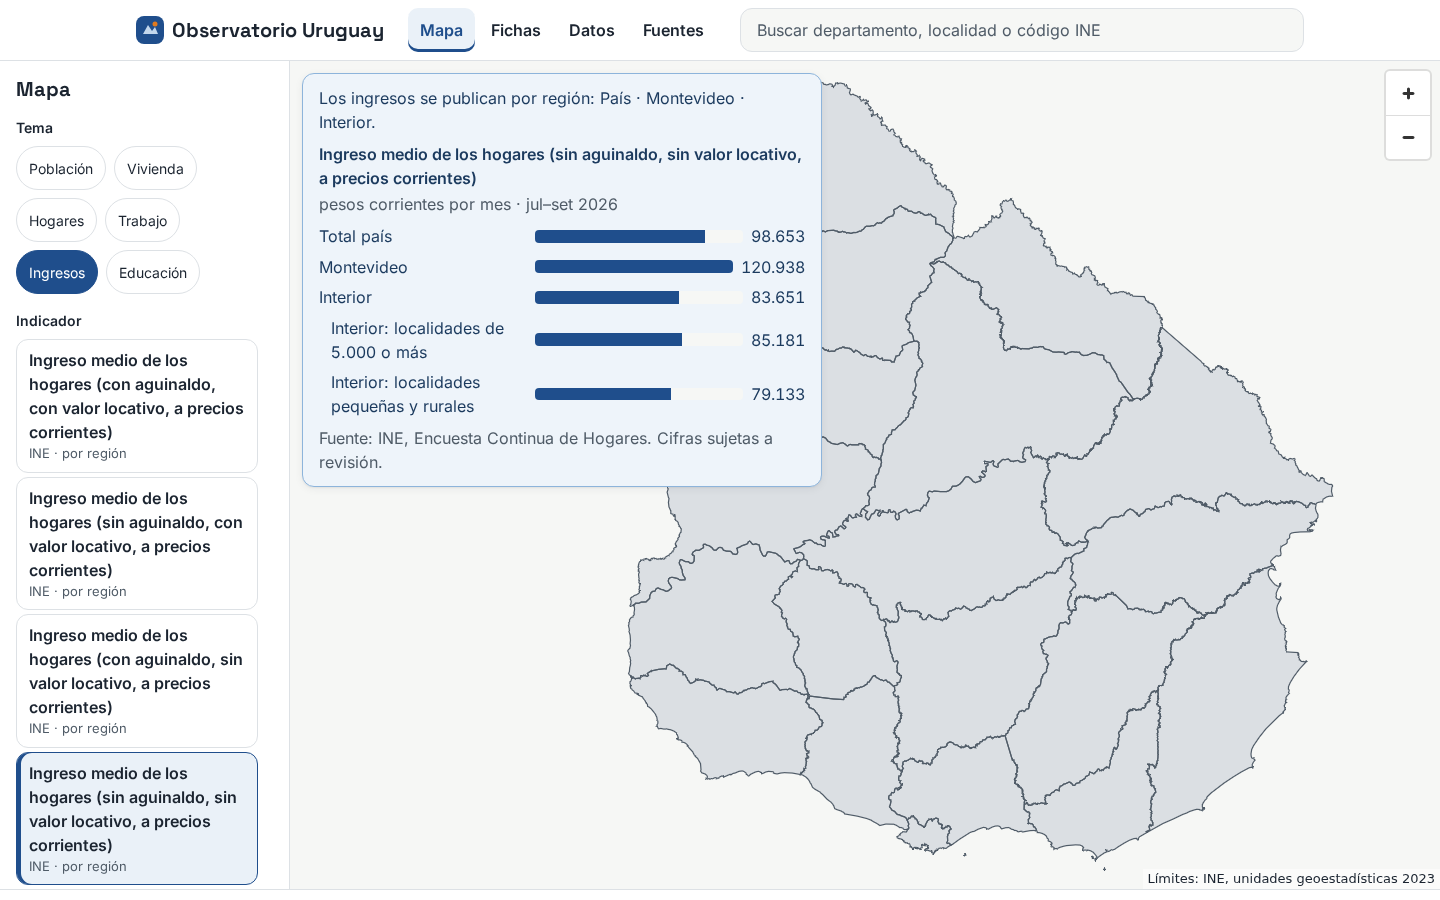 Observatorio Uruguay
Mapa
Fichas
Datos
Fuentes
Buscar departamento, localidad o código INE
Mapa
Tema
Población
Vivienda
Hogares
Trabajo
Ingresos
Educación
Indicador
Ingreso medio de los
hogares (con aguinaldo,
con valor locativo, a precios
corrientes)
INE · por región
Ingreso medio de los
hogares (sin aguinaldo, con
valor locativo, a precios
corrientes)
INE · por región
Ingreso medio de los
hogares (con aguinaldo, sin
valor locativo, a precios
corrientes)
INE · por región
Ingreso medio de los
hogares (sin aguinaldo, sin
valor locativo, a precios
corrientes)
INE · por región
Los ingresos se publican por región: País · Montevideo ·
Interior.
Ingreso medio de los hogares (sin aguinaldo, sin valor locativo,
a precios corrientes)
pesos corrientes por mes · jul–set 2026
Total país 98.653
Montevideo 120.938
Interior 83.651
Interior: localidades de
5.000 o más 85.181
Interior: localidades
pequeñas y rurales 79.133
Fuente: INE, Encuesta Continua de Hogares. Cifras sujetas a
revisión.
+
−
Límites: INE, unidades geoestadísticas 2023